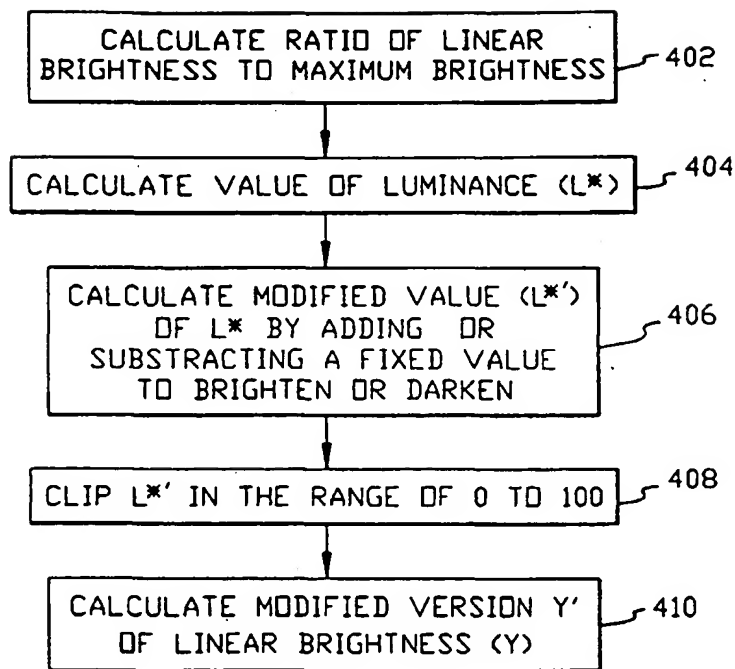 CALCULATE RATIO OF LINEAR
BRIGHTNESS TO MAXIMUM BRIGHTNESS
402
CALCULATE VALUE OF LUMINANCE (L*)
404
CALCULATE MODIFIED VALUE (L*')
OF L* BY ADDING OR
SUBSTRACTING A FIXED VALUE
TO BRIGHTEN OR DARKEN
406
CLIP L*' IN THE RANGE OF 0 TO 100
408
CALCULATE MODIFIED VERSION Y'
OF LINEAR BRIGHTNESS (Y)
410